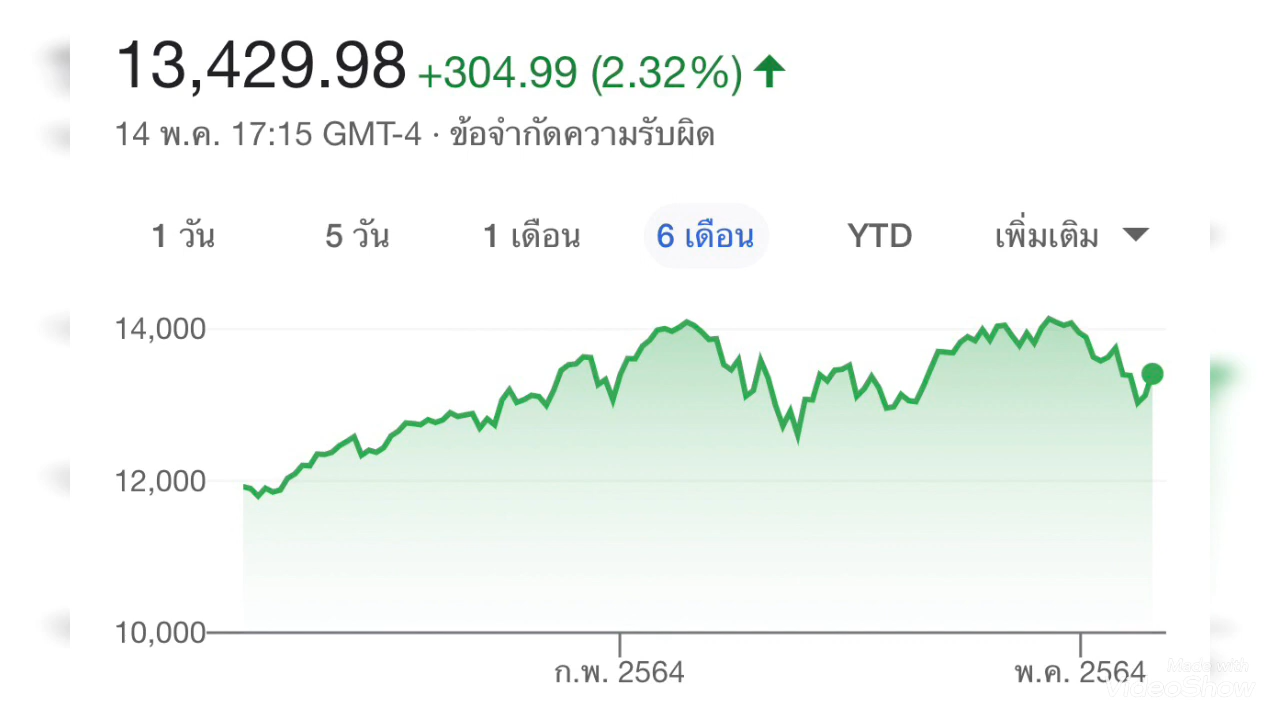 13,429.98 +304.99 (2.32%)
14 พ.ค. 17:15 GMT-4 · ข้อจำกัดความรับผิด
1 วัน 5 วัน 1 เดือน 6 เดือน YTD เพิ่มเติม
14,000
12,000
10,000
ก.พ. 2564 พ.ค. 2564
Made with
VideoShow